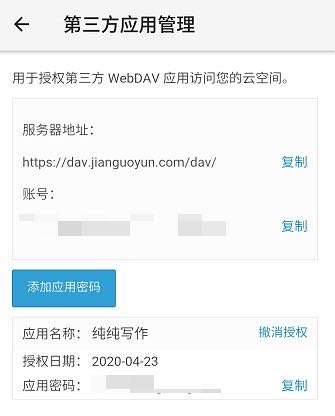 第三方应用管理
用于授权第三方 WebDAV 应用访问您的云空间。
服务器地址：
https://dav.jianguoyun.com/dav/ 复制
账号：
复制
添加应用密码
应用名称： 纯纯写作 撤消授权
授权日期： 2020-04-23
应用密码： 复制